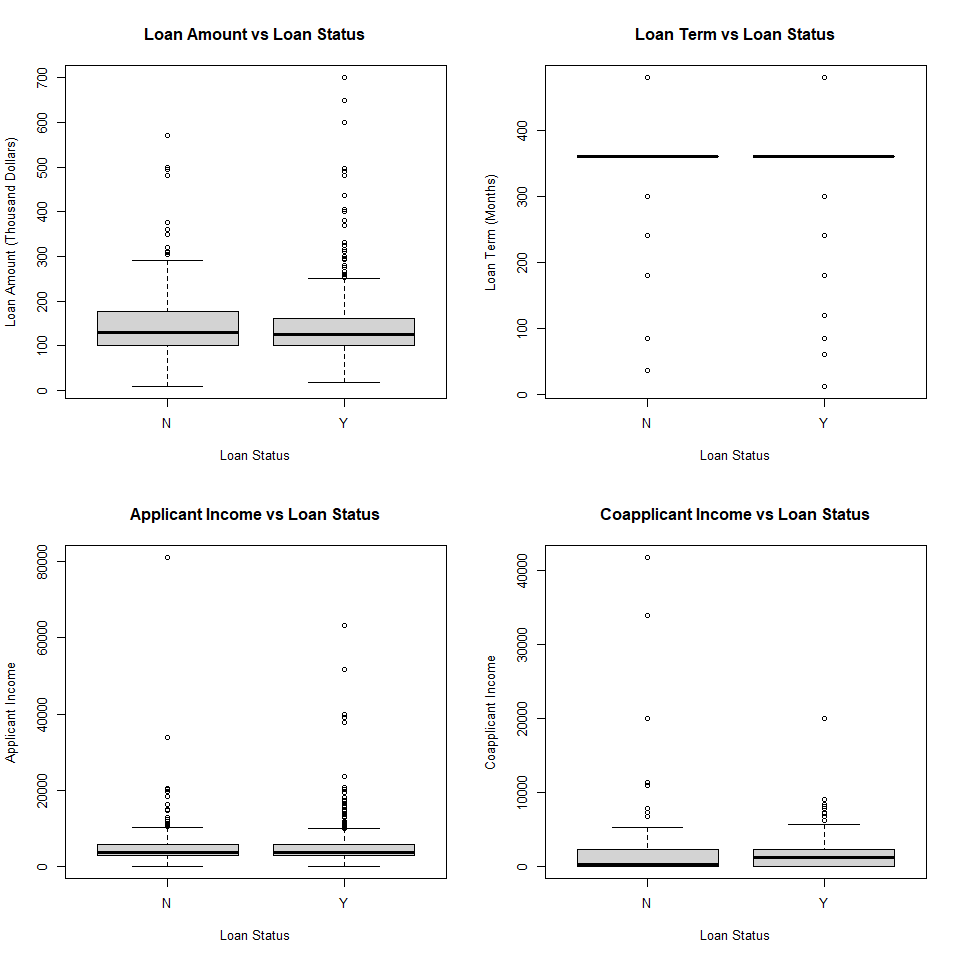 Loan Amount vs Loan Status
Loan Amount (Thousand Dollars)
700
600
500
400
300
200
100
0
N
Y
Loan Status
Loan Term vs Loan Status
Loan Term (Months)
400
300
200
100
0
N
Y
Loan Status
Applicant Income vs Loan Status
Applicant Income
80000
60000
40000
20000
0
N
Y
Loan Status
Coapplicant Income vs Loan Status
Coapplicant Income
40000
30000
20000
10000
0
N
Y
Loan Status